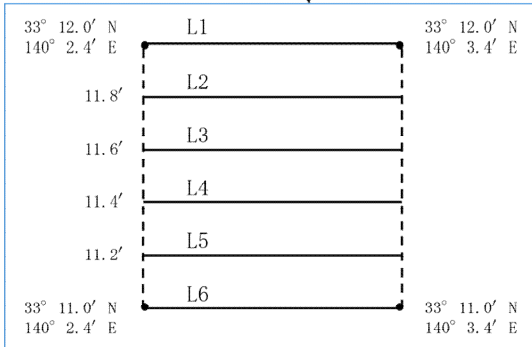 33° 12.0′ N
140° 2.4′ E
L1
33° 12.0′ N
140° 3.4′ E
L2
11.8′
L3
11.6′
L4
11.4′
L5
11.2′
L6
33° 11.0′ N
140° 2.4′ E
33° 11.0′ N
140° 3.4′ E